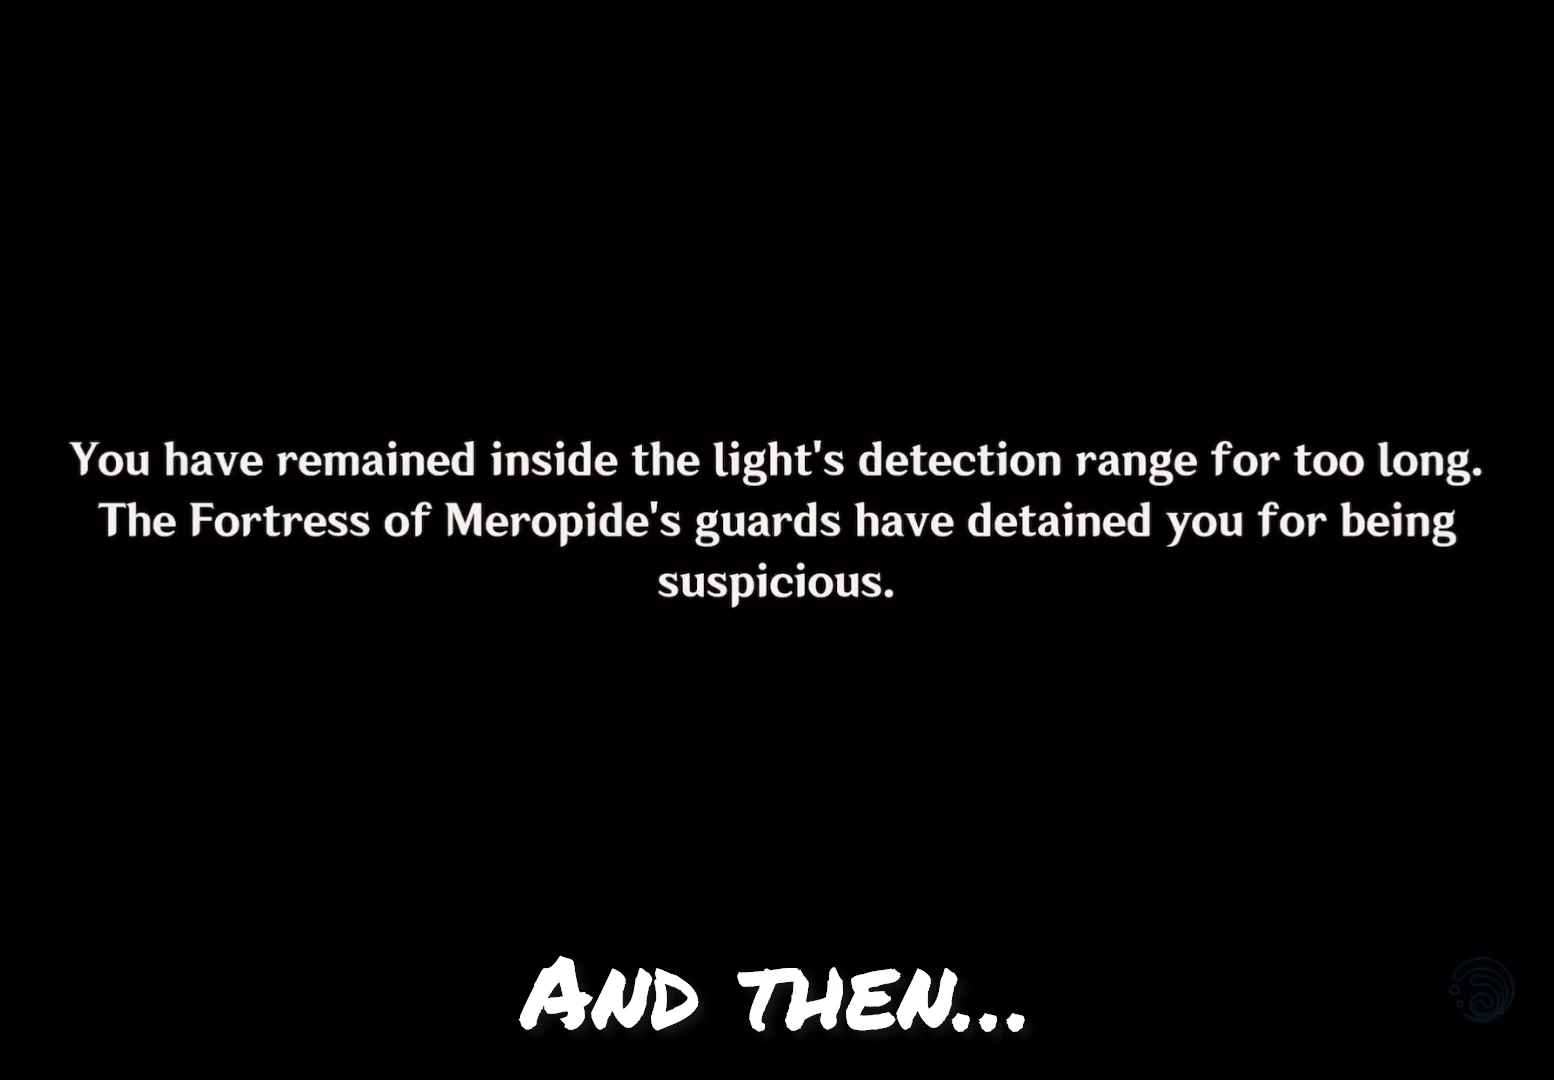 You have remained inside the light's detection range for too long.
The Fortress of Meropide's guards have detained you for being
suspicious.
And then...